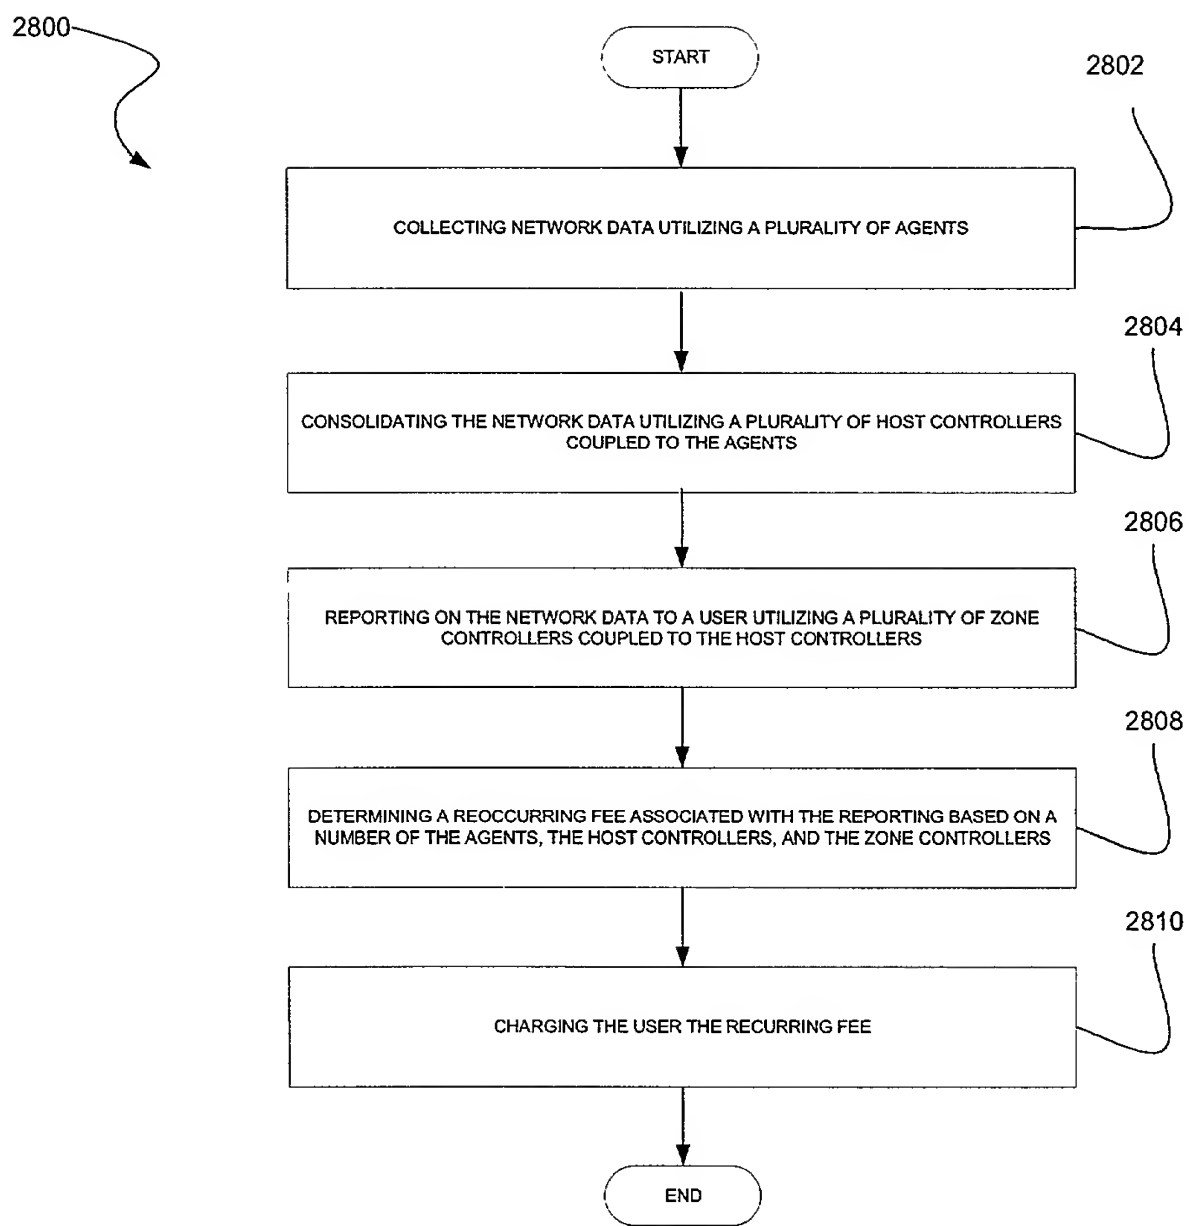 2800
START
2802
COLLECTING NETWORK DATA UTILIZING A PLURALITY OF AGENTS
2804
CONSOLIDATING THE NETWORK DATA UTILIZING A PLURALITY OF HOST CONTROLLERS
COUPLED TO THE AGENTS
2806
REPORTING ON THE NETWORK DATA TO A USER UTILIZING A PLURALITY OF ZONE
CONTROLLERS COUPLED TO THE HOST CONTROLLERS
2808
DETERMINING A REOCCURRING FEE ASSOCIATED WITH THE REPORTING BASED ON A
NUMBER OF THE AGENTS, THE HOST CONTROLLERS, AND THE ZONE CONTROLLERS
2810
CHARGING THE USER THE RECURRING FEE
END